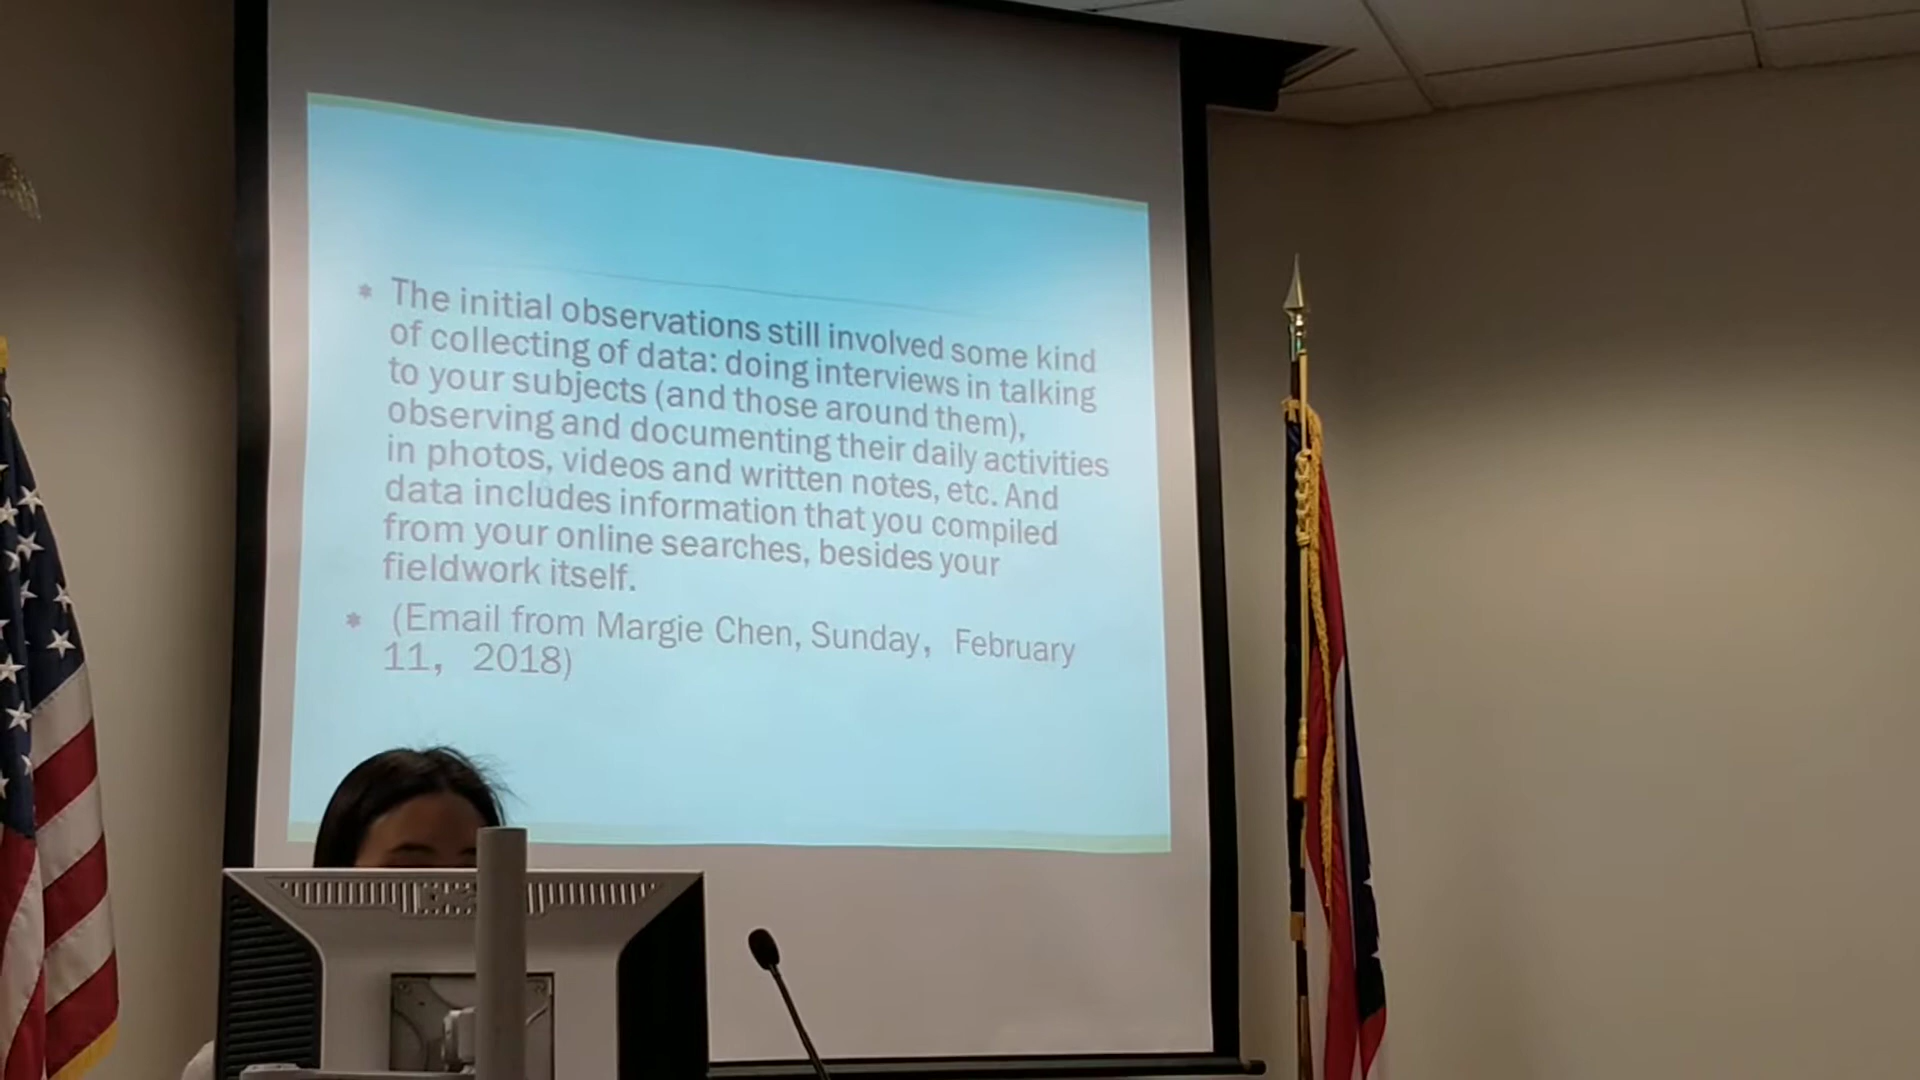 * The initial observations still involved some kind
of collecting of data: doing interviews in talking
to your subjects (and those around them),
observing and documenting their daily activities
in photos, videos and written notes, etc. And
data includes information that you compiled
from your online searches, besides your
fieldwork itself.
* (Email from Margie Chen, Sunday, February
11, 2018)